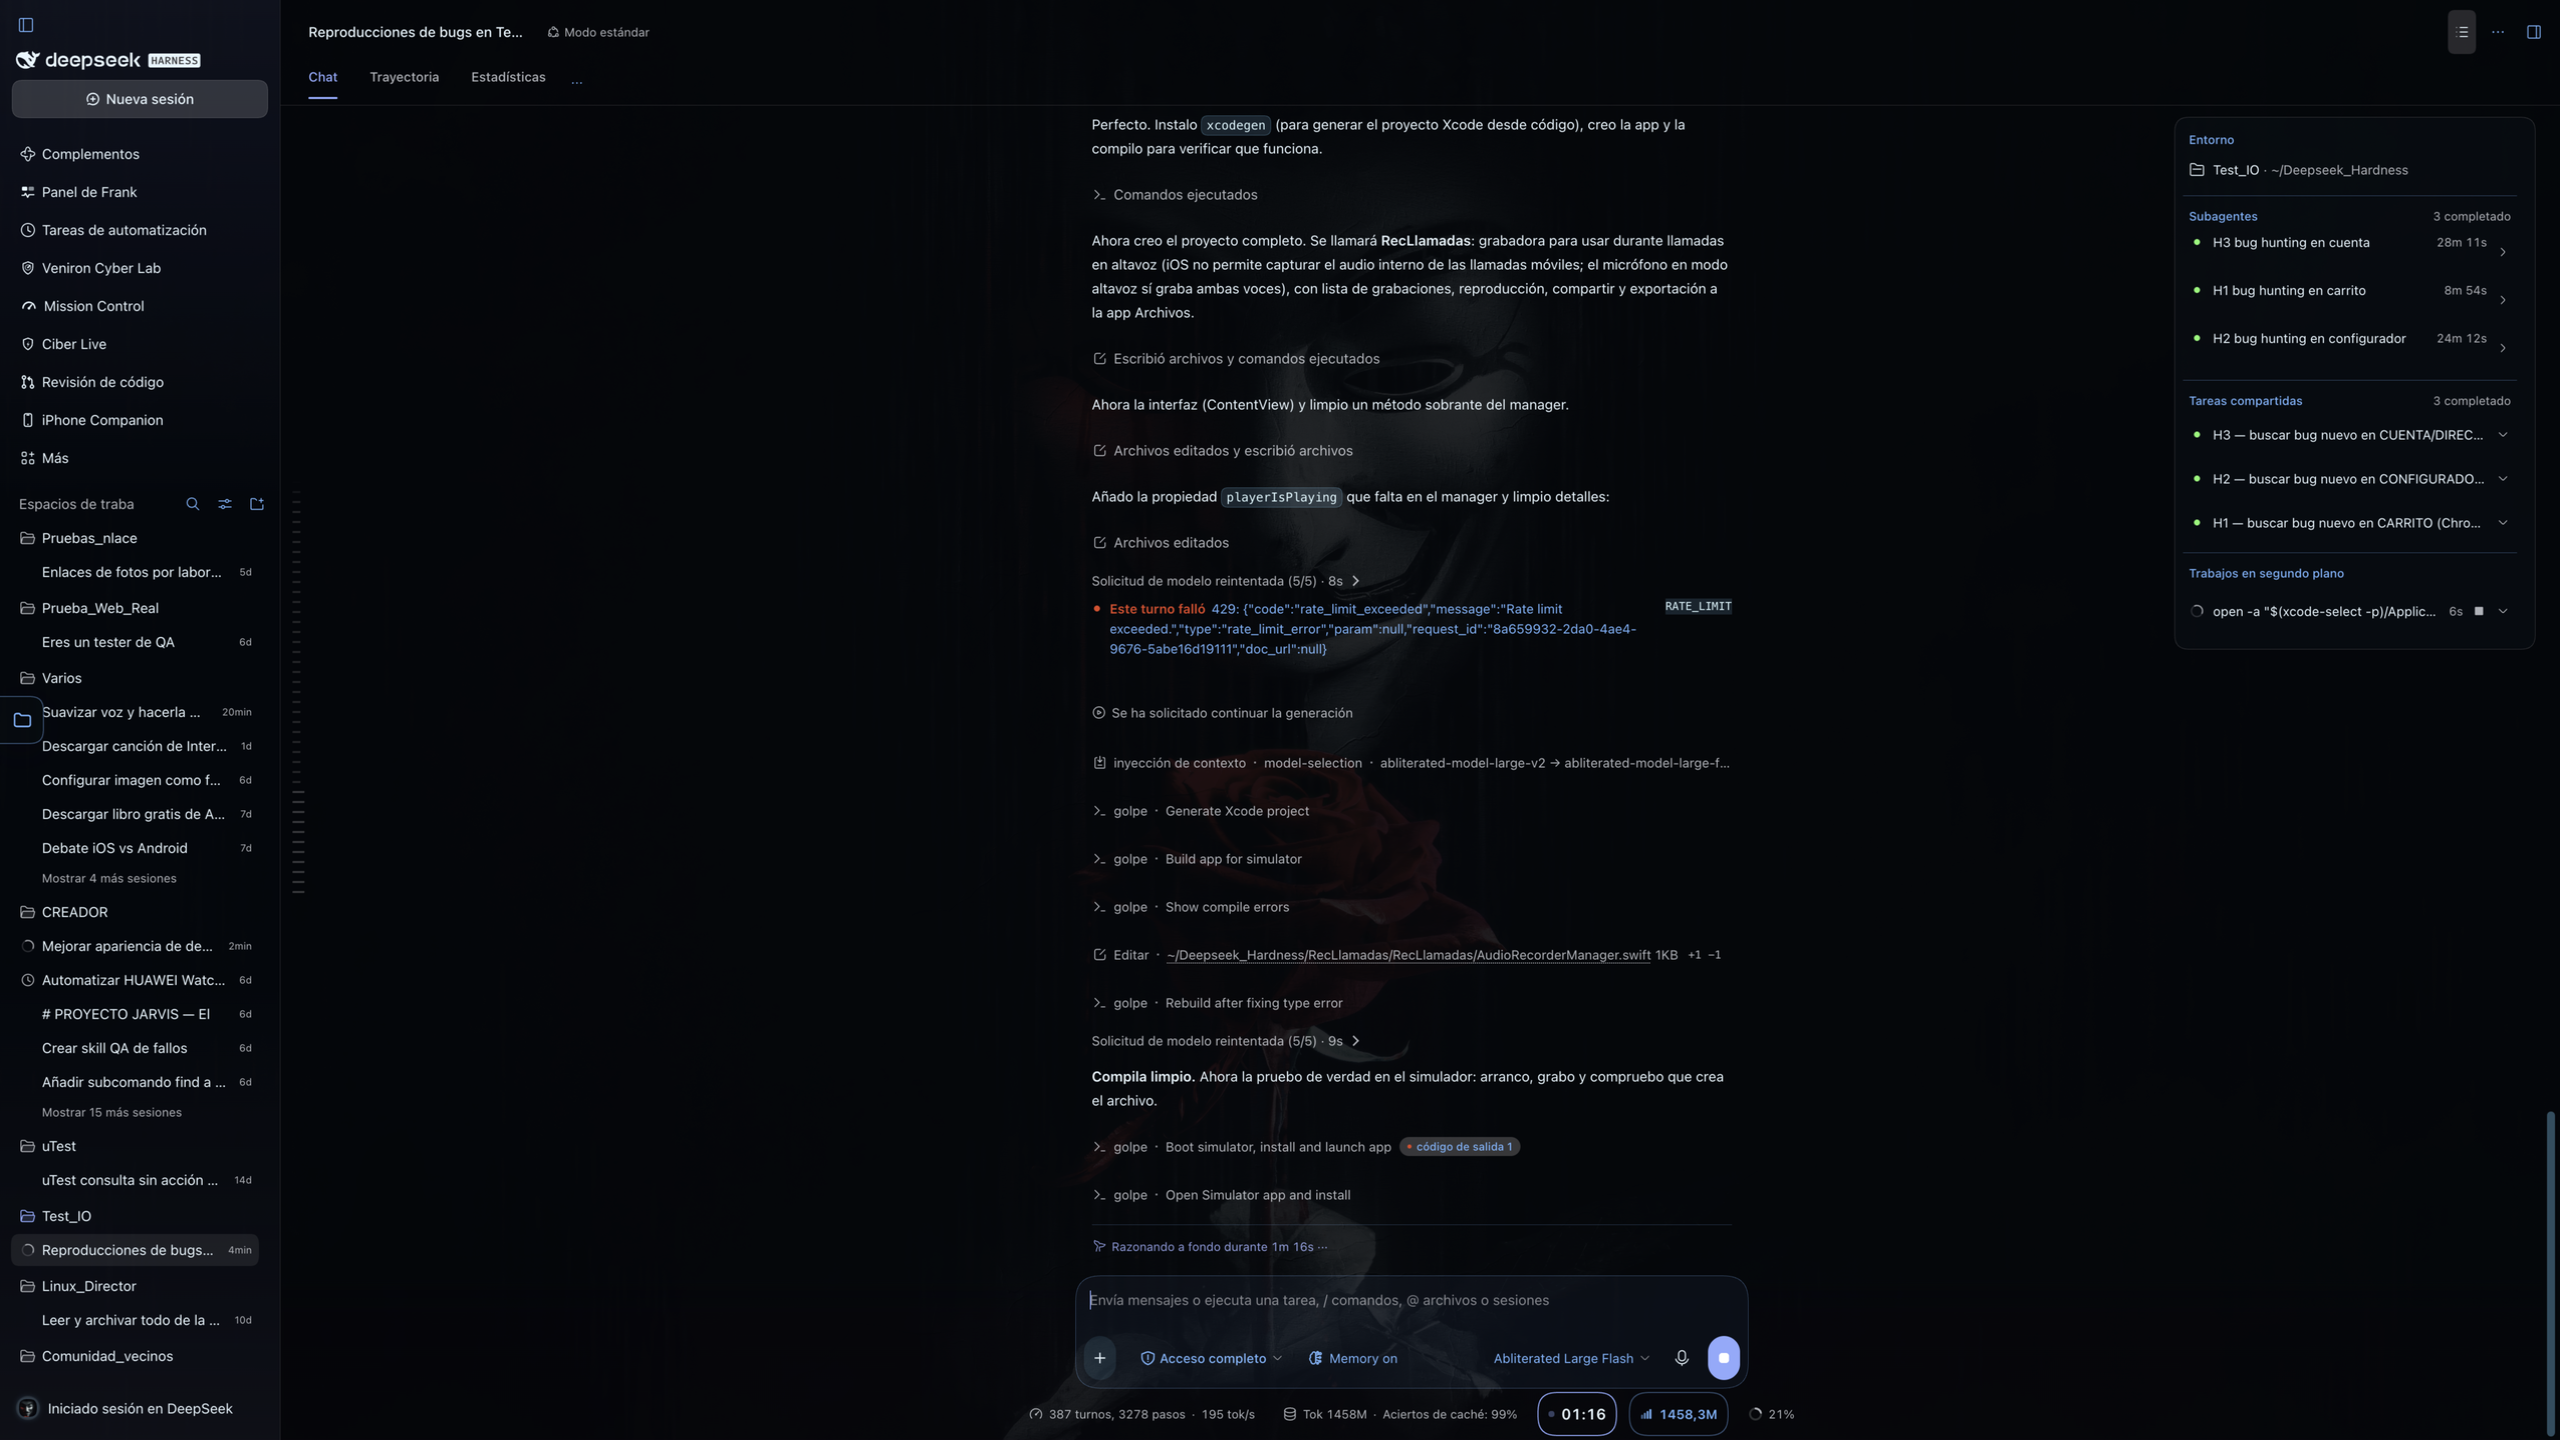 deepseek HARNESS
Nueva sesión
Complementos
Panel de Frank
Tareas de automatización
Veniron Cyber Lab
Mission Control
Ciber Live
Revisión de código
iPhone Companion
Más
Espacios de traba
Pruebas_nlace
Enlaces de fotos por labor... 5d
Prueba_Web_Real
Eres un tester de QA 6d
Varios
Suavizar voz y hacerla ... 20min
Descargar canción de Inter... 1d
Configurar imagen como f... 6d
Descargar libro gratis de A... 7d
Debate iOS vs Android 7d
Mostrar 4 más sesiones
CREADOR
Mejorar apariencia de de... 2min
Automatizar HUAWEI Watc... 6d
# PROYECTO JARVIS — El 6d
Crear skill QA de fallos 6d
Añadir subcomando find a ... 6d
Mostrar 15 más sesiones
uTest
uTest consulta sin acción ... 14d
Test_IO
Reproducciones de bugs... 4min
Linux_Director
Leer y archivar todo de la ... 10d
Comunidad_vecinos
Iniciado sesión en DeepSeek
Reproducciones de bugs en Te... Modo estándar
Chat Trayectoria Estadísticas ...
Perfecto. Instalo xcodegen (para generar el proyecto Xcode desde código), creo la app y la
compilo para verificar que funciona.
Comandos ejecutados
Ahora creo el proyecto completo. Se llamará RecLlamadas: grabadora para usar durante llamadas
en altavoz (iOS no permite capturar el audio interno de las llamadas móviles; el micrófono en modo
altavoz sí graba ambas voces), con lista de grabaciones, reproducción, compartir y exportación a
la app Archivos.
Escribió archivos y comandos ejecutados
Ahora la interfaz (ContentView) y limpio un método sobrante del manager.
Archivos editados y escribió archivos
Añado la propiedad playerIsPlaying que falta en el manager y limpio detalles:
Archivos editados
Solicitud de modelo reintentada (5/5) · 8s
Este turno falló 429: {"code":"rate_limit_exceeded","message":"Rate limit RATE_LIMIT
exceeded.","type":"rate_limit_error","param":null,"request_id":"8a659932-2da0-4ae4-
9676-5abe16d19111","doc_url":null}
Se ha solicitado continuar la generación
inyección de contexto · model-selection · abliterated-model-large-v2 → abliterated-model-large-f...
golpe · Generate Xcode project
golpe · Build app for simulator
golpe · Show compile errors
Editar · ~/Deepseek_Hardness/RecLlamadas/RecLlamadas/AudioRecorderManager.swift 1KB +1 −1
golpe · Rebuild after fixing type error
Solicitud de modelo reintentada (5/5) · 9s
Compila limpio. Ahora la pruebo de verdad en el simulador: arranco, grabo y compruebo que crea
el archivo.
golpe · Boot simulator, install and launch app código de salida 1
golpe · Open Simulator app and install
Razonando a fondo durante 1m 16s ···
Envía mensajes o ejecuta una tarea, / comandos, @ archivos o sesiones
Acceso completo Memory on Abliterated Large Flash
387 turnos, 3278 pasos · 195 tok/s Tok 1458M · Aciertos de caché: 99% 01:16 1458,3M 21%
Entorno
Test_IO · ~/Deepseek_Hardness
Subagentes 3 completado
H3 bug hunting en cuenta 28m 11s
H1 bug hunting en carrito 8m 54s
H2 bug hunting en configurador 24m 12s
Tareas compartidas 3 completado
H3 — buscar bug nuevo en CUENTA/DIREC...
H2 — buscar bug nuevo en CONFIGURADO...
H1 — buscar bug nuevo en CARRITO (Chro...
Trabajos en segundo plano
open -a "$(xcode-select -p)/Applic... 6s